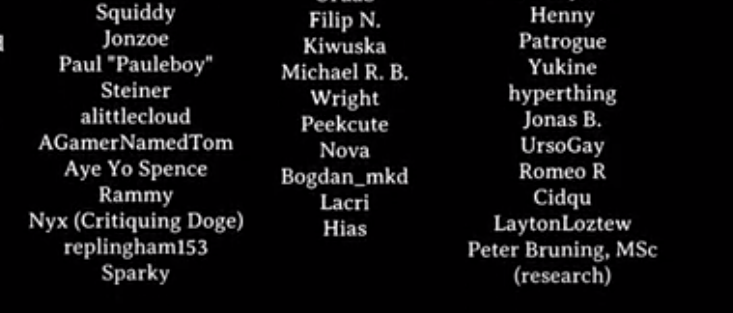 Squiddy
Jonzoe
Paul "Pauleboy"
Steiner
alittlecloud
AGamerNamedTom
Aye Yo Spence
Rammy
Nyx (Critiquing Doge)
replingham153
Sparky
Filip N.
Kiwuska
Michael R. B.
Wright
Peekcute
Nova
Bogdan_mkd
Lacri
Hias
Henny
Patrogue
Yukine
hyperthing
Jonas B.
UrsoGay
Romeo R
Cidqu
LaytonLoztew
Peter Bruning, MSc
(research)